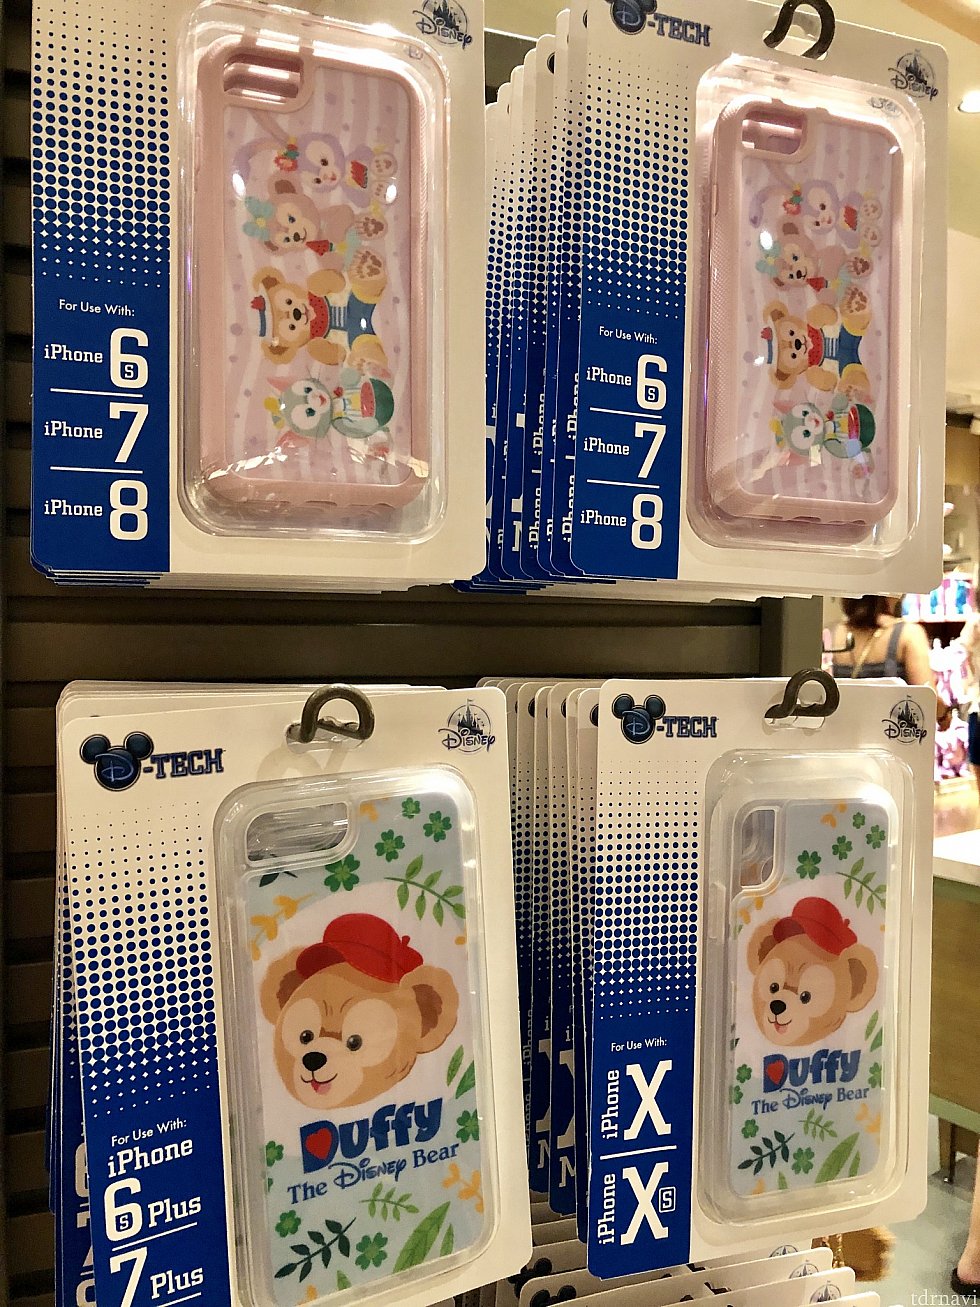 Disney
For Use With:
iPhone 6s
iPhone 7
iPhone 8
D-TECH
Disney
For Use With:
iPhone 6s
iPhone 7
iPhone 8
D-TECH
Disney
Duffy
The Disney Bear
For Use With:
iPhone
6s Plus
7 Plus
D-TECH
Disney
Duffy
The Disney Bear
For Use With:
iPhone X
iPhone Xs
tdrnavi